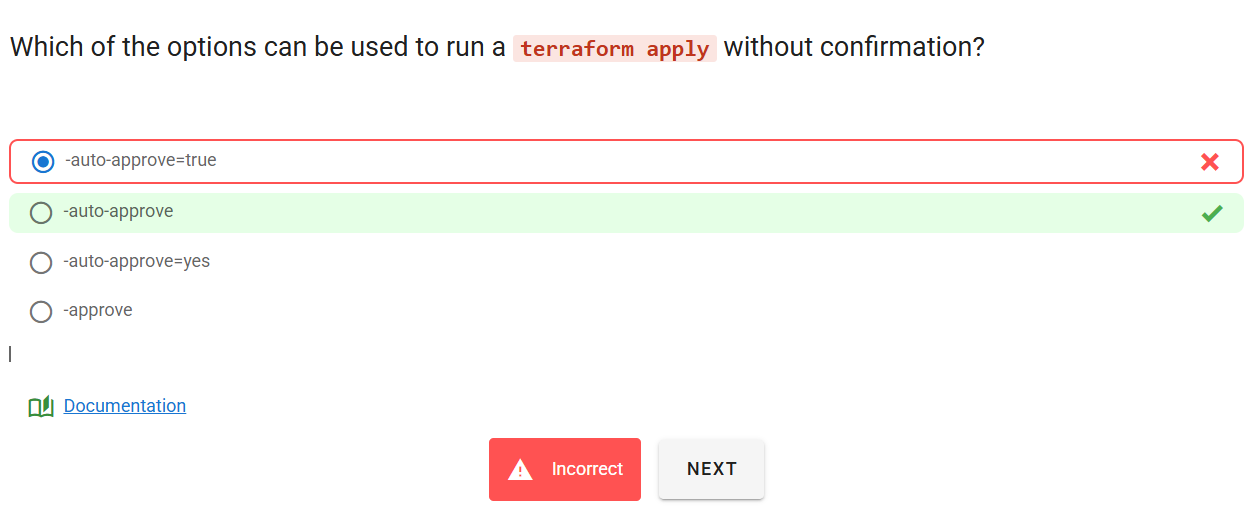 Which of the options can be used to run a terraform apply without confirmation?
-auto-approve=true
-auto-approve
-auto-approve=yes
-approve
Documentation
Incorrect
NEXT